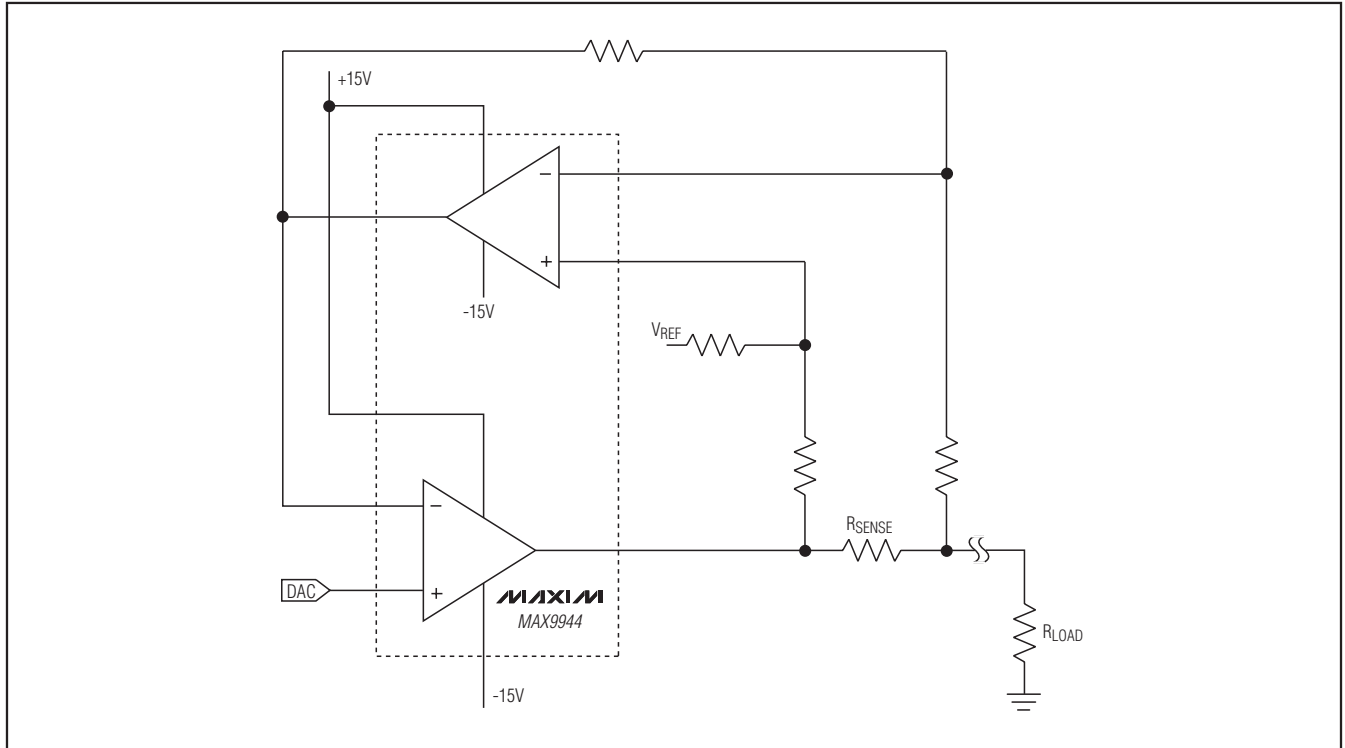 +15V
−
+
-15V
VREF
RSENSE
−
+
DAC
MAXIM
MAX9944
RLOAD
-15V